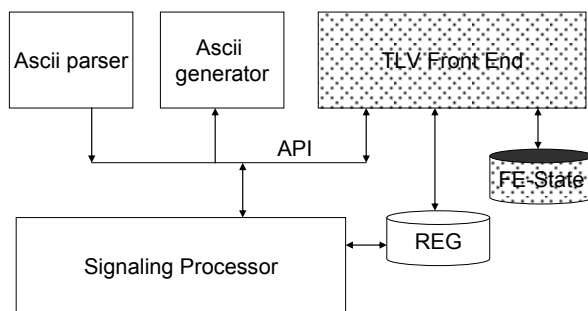 Ascii parser
Ascii
generator
TLV Front End
API
FE-State
REG
Signaling Processor